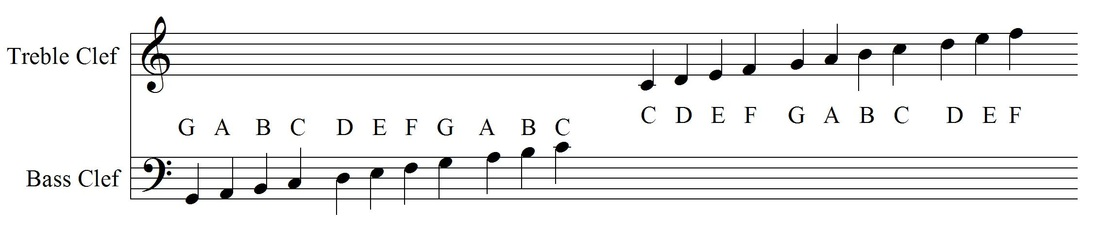 Treble Clef
C D E F G A B C D E F
G A B C D E F G A B C
Bass Clef